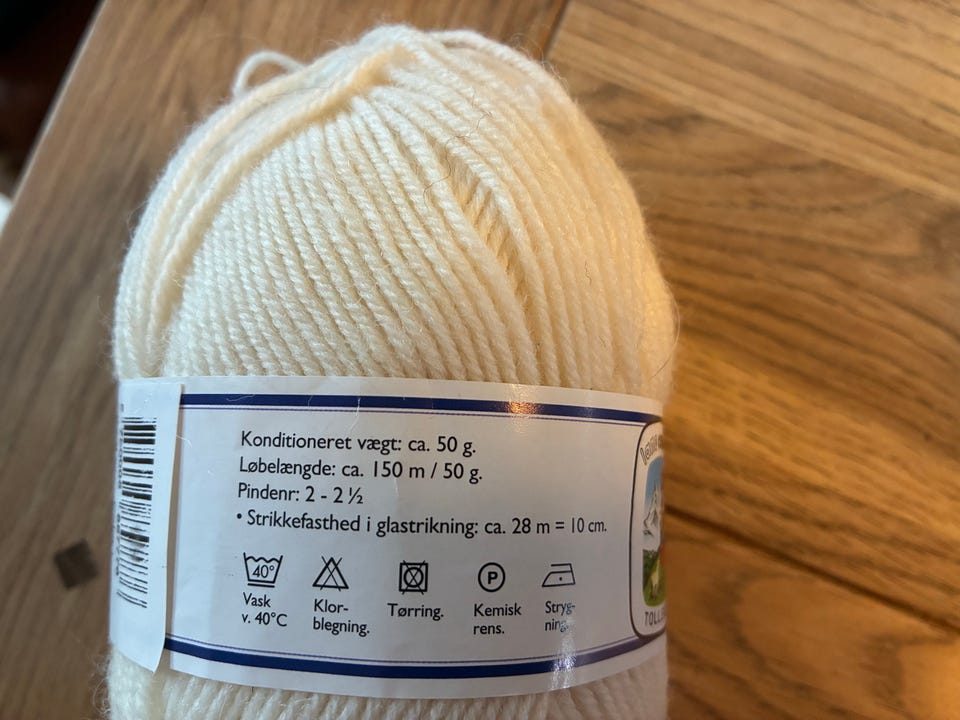 Konditioneret vægt: ca. 50 g.
Løbelængde: ca. 150 m / 50 g.
Pindenr: 2 - 2 ½
• Strikkefasthed i glastrikning: ca. 28 m = 10 cm.
40°
P
Vask
v. 40°C
Klor-
blegning.
Tørring.
Kemisk
rens.
Stryg-
ning.